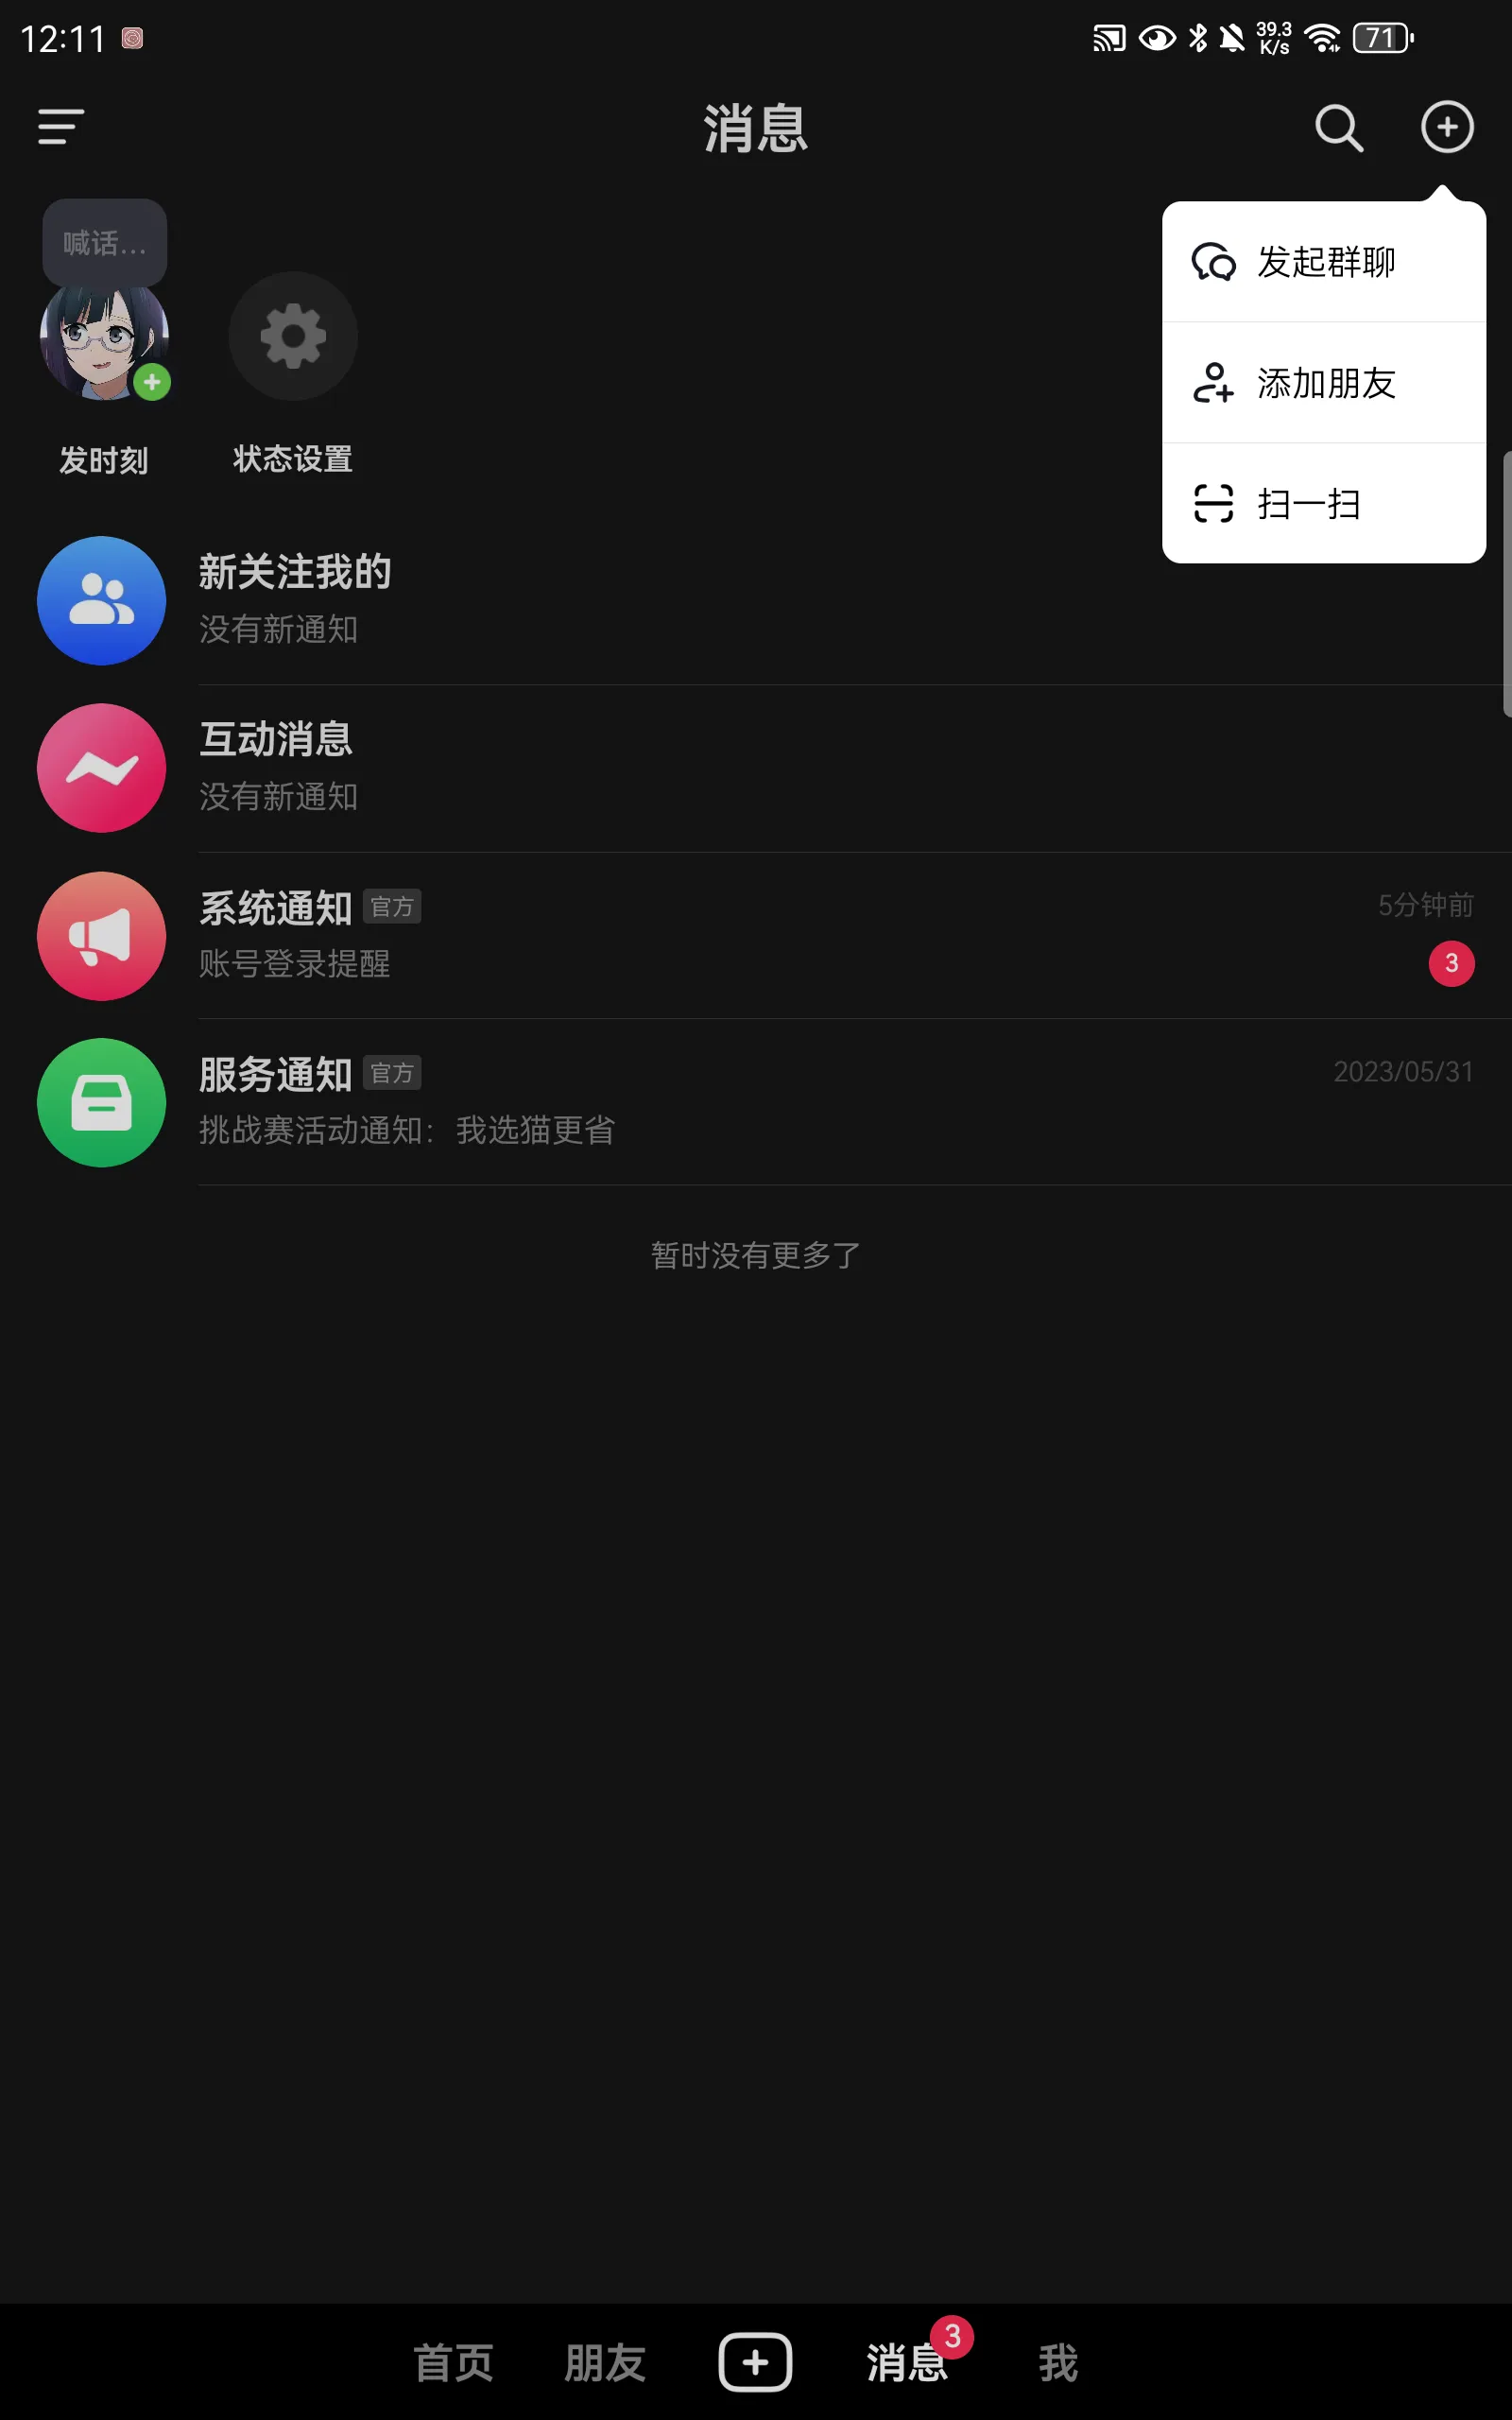 12:11
39.3
K/s
71
消息
喊话...
发起群聊
添加朋友
扫一扫
发时刻
状态设置
新关注我的
没有新通知
互动消息
没有新通知
系统通知 官方 5分钟前
账号登录提醒 3
服务通知 官方 2023/05/31
挑战赛活动通知：我选猫更省
暂时没有更多了
首页 朋友 消息 3 我